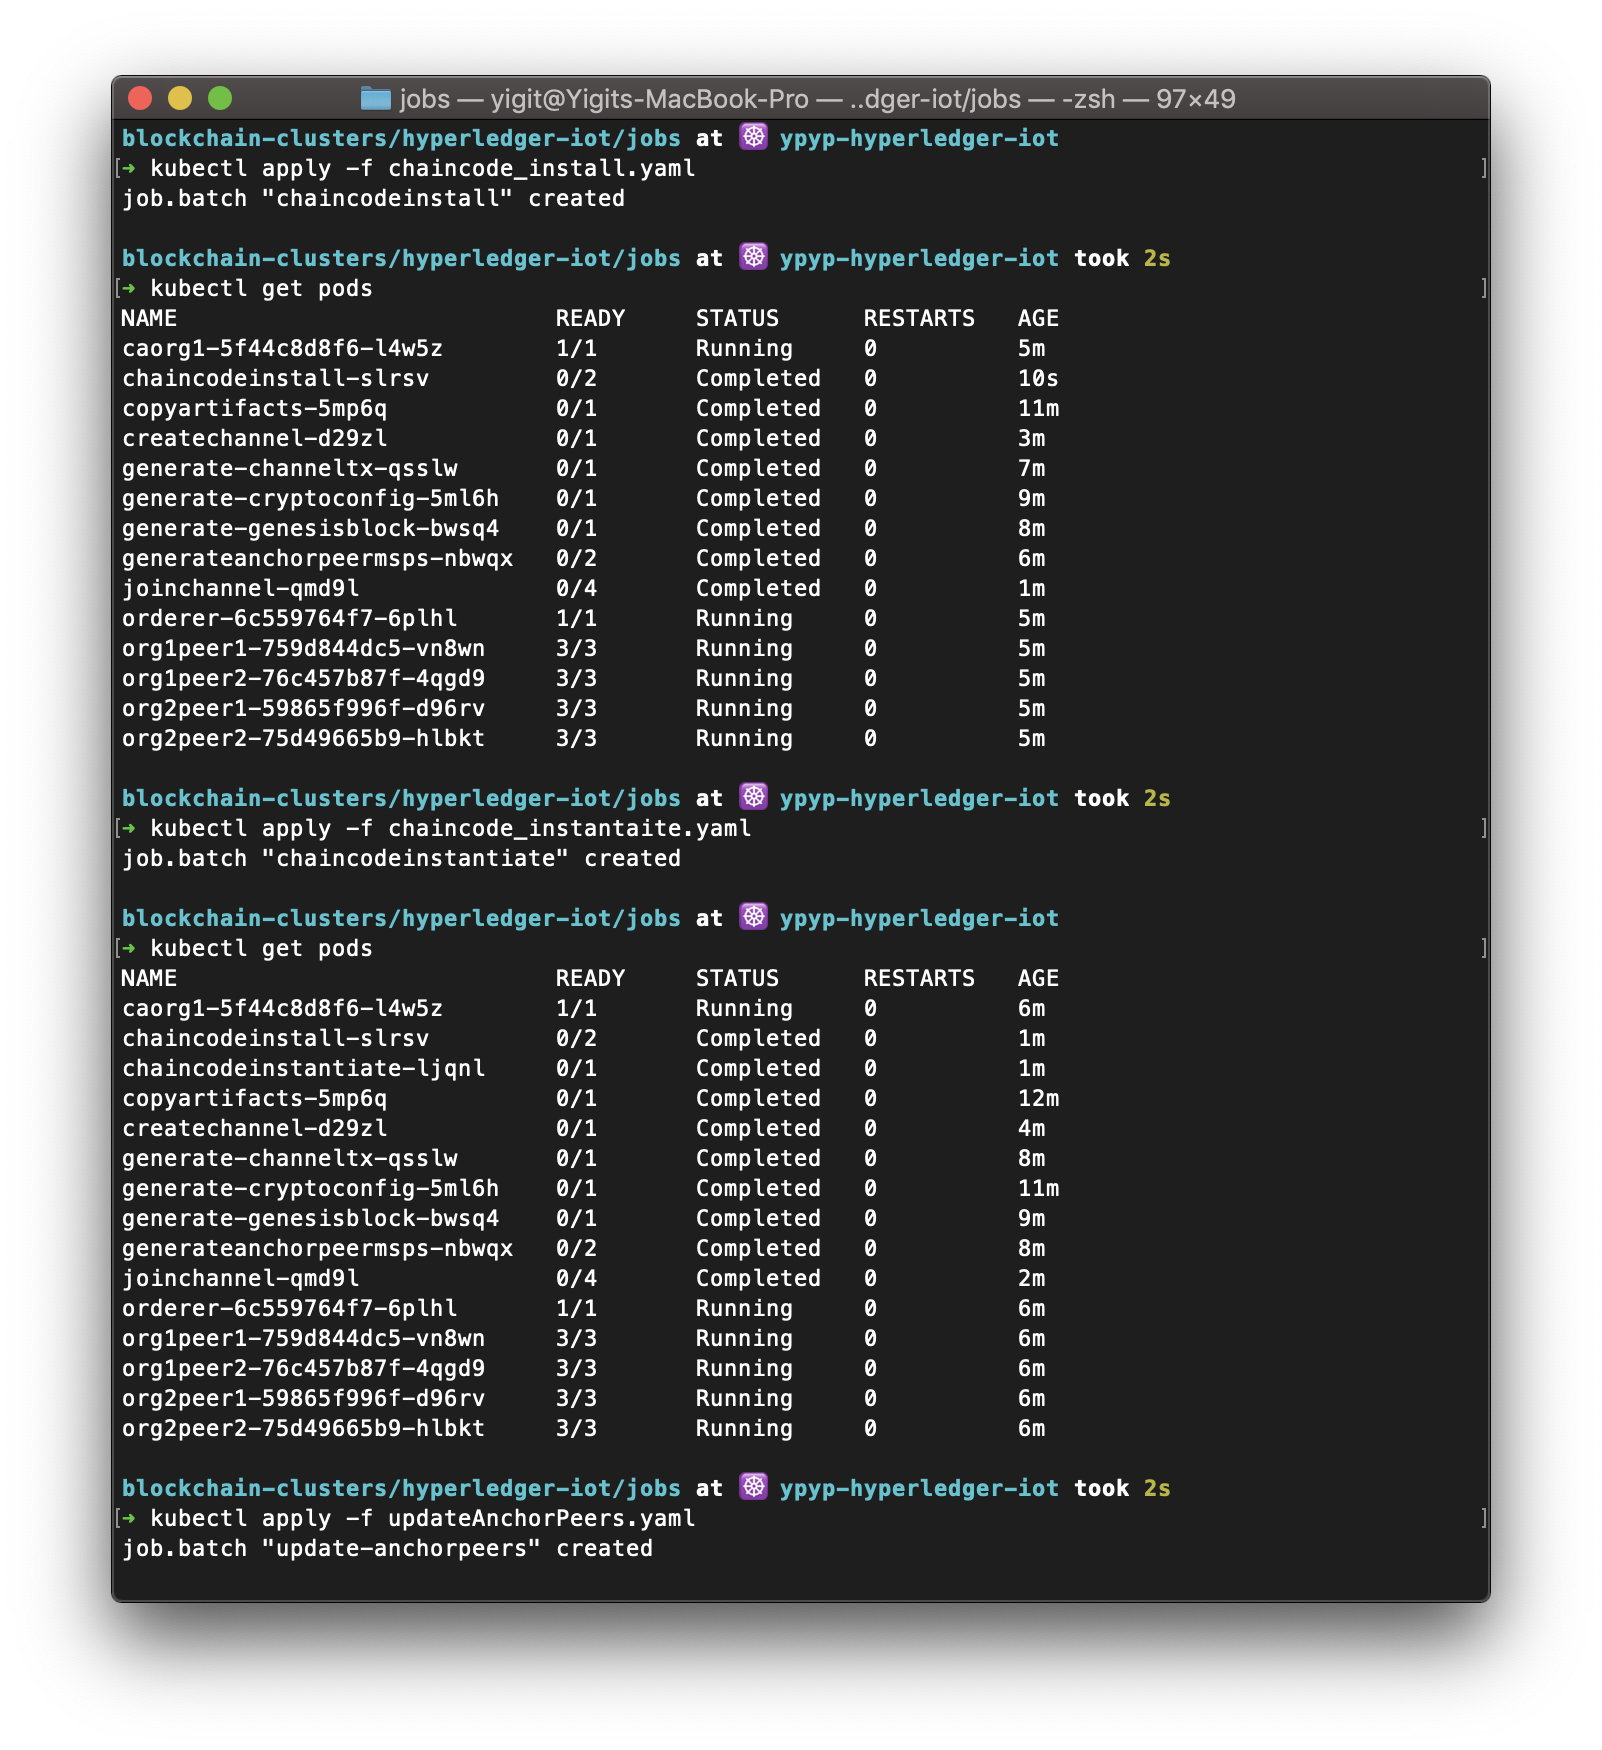 jobs — yigit@Yigits-MacBook-Pro — ..dger-iot/jobs — -zsh — 97×49
blockchain-clusters/hyperledger-iot/jobs at ☸ ypyp-hyperledger-iot
[➜ kubectl apply -f chaincode_install.yaml ]
job.batch "chaincodeinstall" created
blockchain-clusters/hyperledger-iot/jobs at ☸ ypyp-hyperledger-iot took 2s
[➜ kubectl get pods ]
NAME READY STATUS RESTARTS AGE
caorg1-5f44c8d8f6-l4w5z 1/1 Running 0 5m
chaincodeinstall-slrsv 0/2 Completed 0 10s
copyartifacts-5mp6q 0/1 Completed 0 11m
createchannel-d29zl 0/1 Completed 0 3m
generate-channeltx-qsslw 0/1 Completed 0 7m
generate-cryptoconfig-5ml6h 0/1 Completed 0 9m
generate-genesisblock-bwsq4 0/1 Completed 0 8m
generateanchorpeermsps-nbwqx 0/2 Completed 0 6m
joinchannel-qmd9l 0/4 Completed 0 1m
orderer-6c559764f7-6plhl 1/1 Running 0 5m
org1peer1-759d844dc5-vn8wn 3/3 Running 0 5m
org1peer2-76c457b87f-4qgd9 3/3 Running 0 5m
org2peer1-59865f996f-d96rv 3/3 Running 0 5m
org2peer2-75d49665b9-hlbkt 3/3 Running 0 5m
blockchain-clusters/hyperledger-iot/jobs at ☸ ypyp-hyperledger-iot took 2s
[➜ kubectl apply -f chaincode_instantaite.yaml ]
job.batch "chaincodeinstantiate" created
blockchain-clusters/hyperledger-iot/jobs at ☸ ypyp-hyperledger-iot
[➜ kubectl get pods ]
NAME READY STATUS RESTARTS AGE
caorg1-5f44c8d8f6-l4w5z 1/1 Running 0 6m
chaincodeinstall-slrsv 0/2 Completed 0 1m
chaincodeinstantiate-ljqnl 0/1 Completed 0 1m
copyartifacts-5mp6q 0/1 Completed 0 12m
createchannel-d29zl 0/1 Completed 0 4m
generate-channeltx-qsslw 0/1 Completed 0 8m
generate-cryptoconfig-5ml6h 0/1 Completed 0 11m
generate-genesisblock-bwsq4 0/1 Completed 0 9m
generateanchorpeermsps-nbwqx 0/2 Completed 0 8m
joinchannel-qmd9l 0/4 Completed 0 2m
orderer-6c559764f7-6plhl 1/1 Running 0 6m
org1peer1-759d844dc5-vn8wn 3/3 Running 0 6m
org1peer2-76c457b87f-4qgd9 3/3 Running 0 6m
org2peer1-59865f996f-d96rv 3/3 Running 0 6m
org2peer2-75d49665b9-hlbkt 3/3 Running 0 6m
blockchain-clusters/hyperledger-iot/jobs at ☸ ypyp-hyperledger-iot took 2s
[➜ kubectl apply -f updateAnchorPeers.yaml ]
job.batch "update-anchorpeers" created